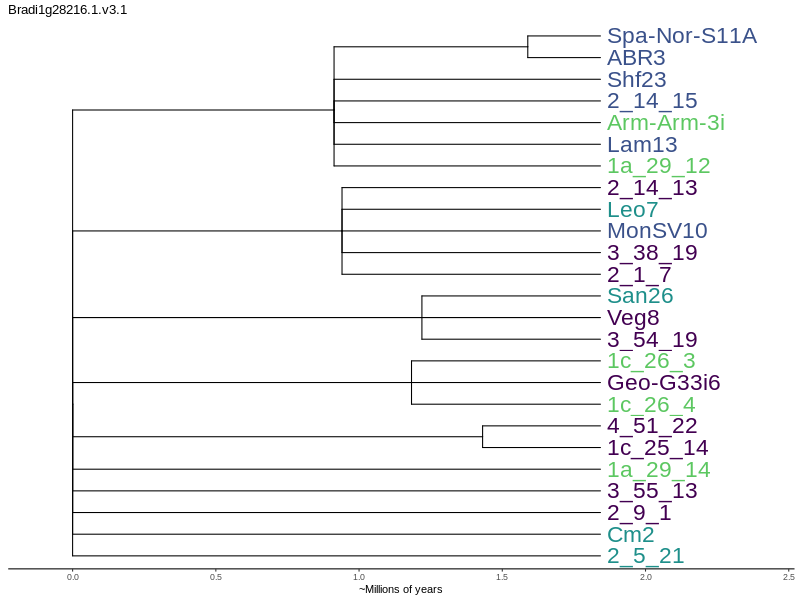 Bradi1g28216.1.v3.1
Spa-Nor-S11A
ABR3
Shf23
2_14_15
Arm-Arm-3i
Lam13
1a_29_12
2_14_13
Leo7
MonSV10
3_38_19
2_1_7
San26
Veg8
3_54_19
1c_26_3
Geo-G33i6
1c_26_4
4_51_22
1c_25_14
1a_29_14
3_55_13
2_9_1
Cm2
2_5_21
0.0 0.5 1.0 1.5 2.0 2.5
~Millions of years